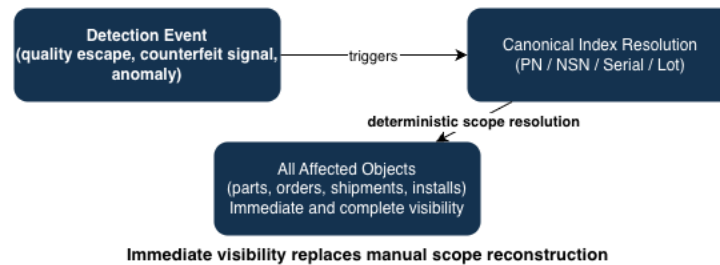 Detection Event
(quality escape, counterfeit signal,
anomaly)
triggers
Canonical Index Resolution
(PN / NSN / Serial / Lot)
deterministic scope resolution
All Affected Objects
(parts, orders, shipments, installs)
Immediate and complete visibility
Immediate visibility replaces manual scope reconstruction